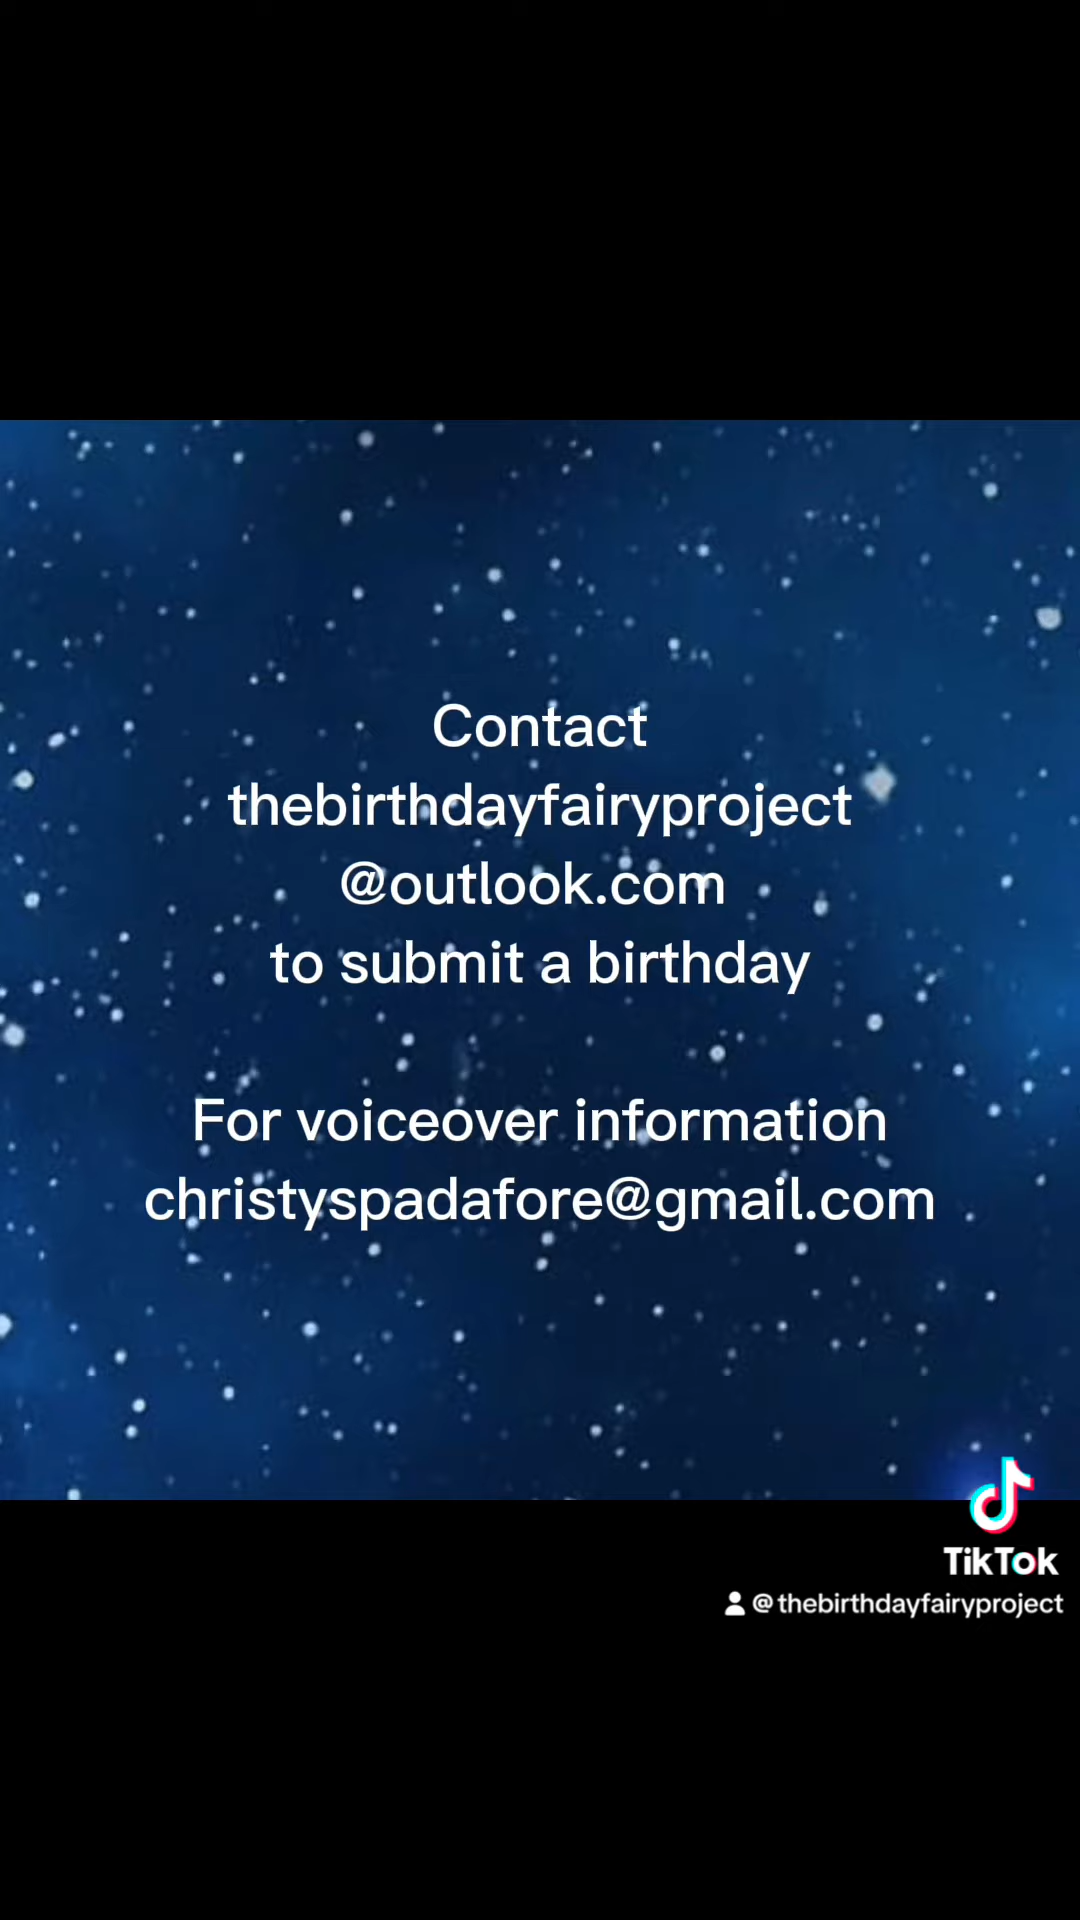 Contact
thebirthdayfairyproject
@outlook.com
to submit a birthday
For voiceover information
christyspadafore@gmail.com
TikTok
@thebirthdayfairyproject